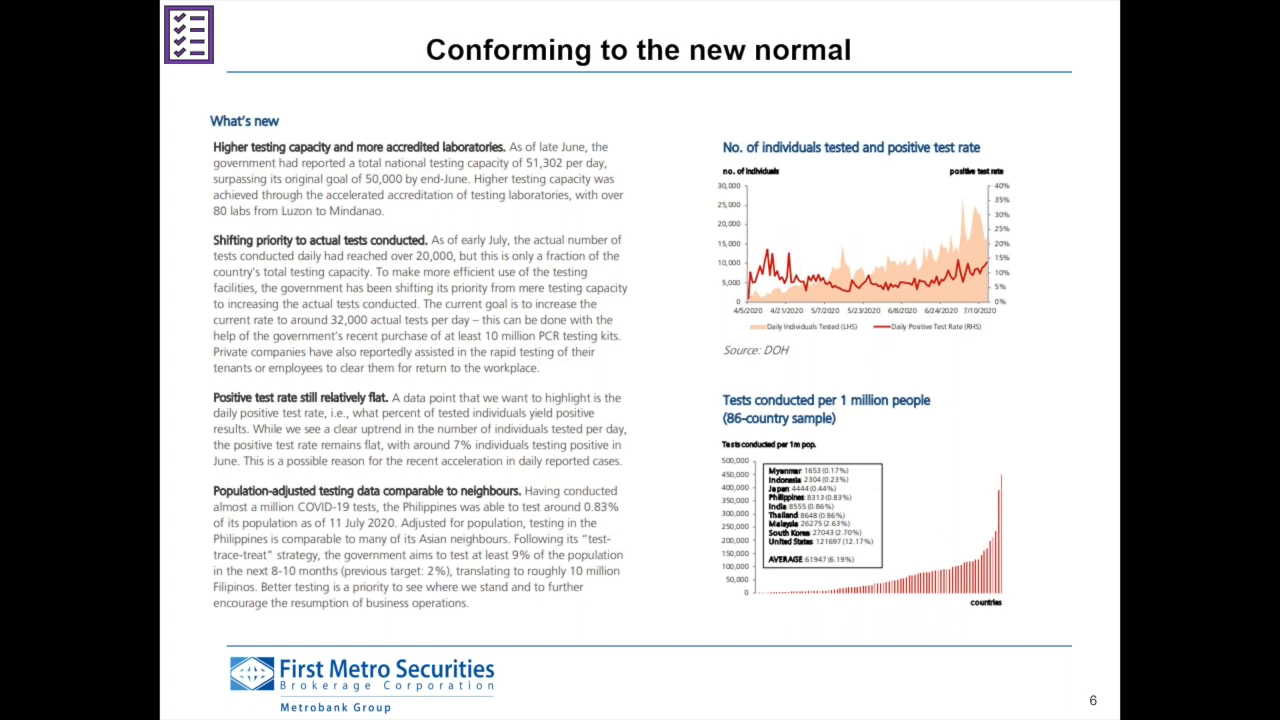 Conforming to the new normal
What's new
Higher testing capacity and more accredited laboratories. As of late June, the
government had reported a total national testing capacity of 51,302 per day,
surpassing its original goal of 50,000 by end-June. Higher testing capacity was
achieved through the accelerated accreditation of testing laboratories, with over
80 labs from Luzon to Mindanao.
Shifting priority to actual tests conducted. As of early July, the actual number of
tests conducted daily had reached over 20,000, but this is only a fraction of the
country's total testing capacity. To make more efficient use of the testing
facilities, the government has been shifting its priority from mere testing capacity
to increasing the actual tests conducted. The current goal is to increase the
current rate to around 32,000 actual tests per day – this can be done with the
help of the government's recent purchase of at least 10 million PCR testing kits.
Private companies have also reportedly assisted in the rapid testing of their
tenants or employees to clear them for return to the workplace.
Positive test rate still relatively flat. A data point that we want to highlight is the
daily positive test rate, i.e., what percent of tested individuals yield positive
results. While we see a clear uptrend in the number of individuals tested per day,
the positive test rate remains flat, with around 7% individuals testing positive in
June. This is a possible reason for the recent acceleration in daily reported cases.
Population-adjusted testing data comparable to neighbours. Having conducted
almost a million COVID-19 tests, the Philippines was able to test around 0.83%
of its population as of 11 July 2020. Adjusted for population, testing in the
Philippines is comparable to many of its Asian neighbours. Following its "test-
trace-treat" strategy, the government aims to test at least 9% of the population
in the next 8-10 months (previous target: 2%), translating to roughly 10 million
Filipinos. Better testing is a priority to see where we stand and to further
encourage the resumption of business operations.
No. of individuals tested and positive test rate
no. of individuals positive test rate
30,000 40%
25,000 35%
20,000 30%
15,000 25%
10,000 20%
5,000 15%
0 10%
5%
0%
4/5/2020 4/21/2020 5/7/2020 5/23/2020 6/8/2020 6/24/2020 7/10/2020
Daily Individuals Tested (LHS) Daily Positive Test Rate (RHS)
Source: DOH
Tests conducted per 1 million people
(86-country sample)
Tests conducted per 1m pop.
500,000
450,000
400,000
350,000
300,000
250,000
200,000
150,000
100,000
50,000
0
Myanmar 1653 (0.17%)
Indonesia 2304 (0.23%)
Japan 4444 (0.44%)
Philippines 8313 (0.83%)
India 8555 (0.86%)
Thailand 8648 (0.86%)
Malaysia 26275 (2.63%)
South Korea 27043 (2.70%)
United States 121697 (12.17%)
AVERAGE 61947 (6.19%)
countries
First Metro Securities
Brokerage Corporation
Metrobank Group
6